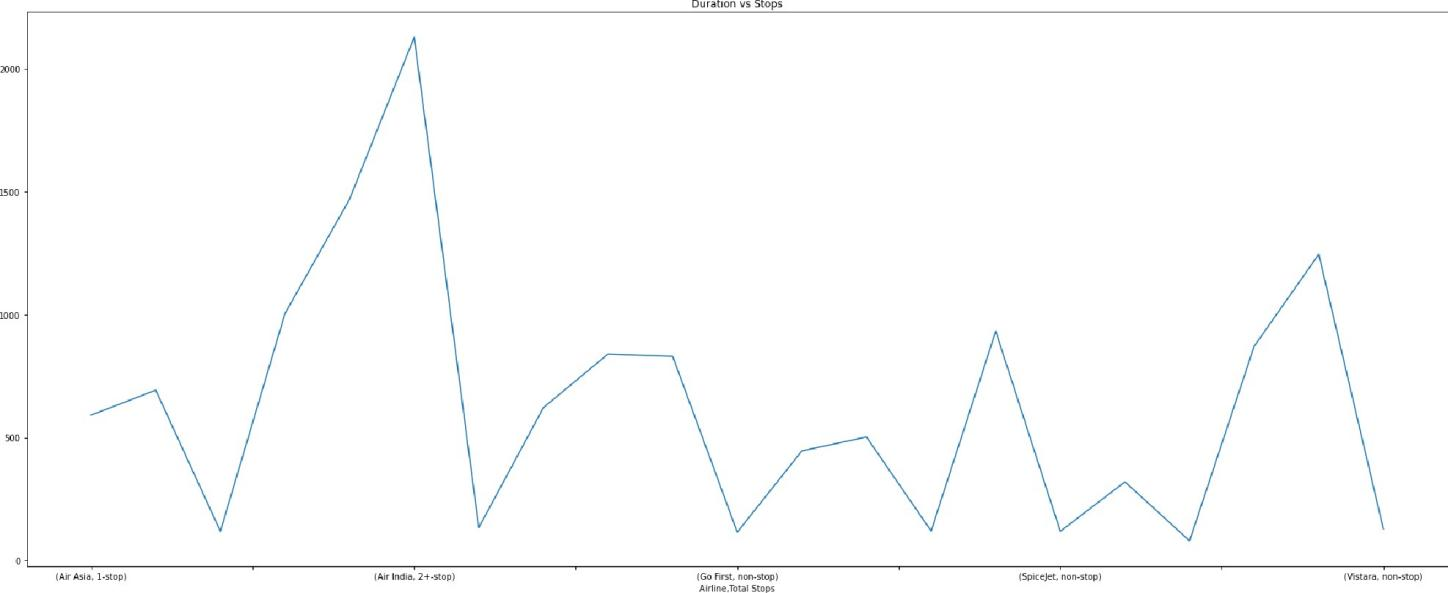 Duration vs Stops
2000
1500
1000
500
0
(Air Asia, 1-stop) (Air India, 2+-stop) (Go First, non-stop) (SpiceJet, non-stop) (Vistara, non-stop)
Airline,Total Stops